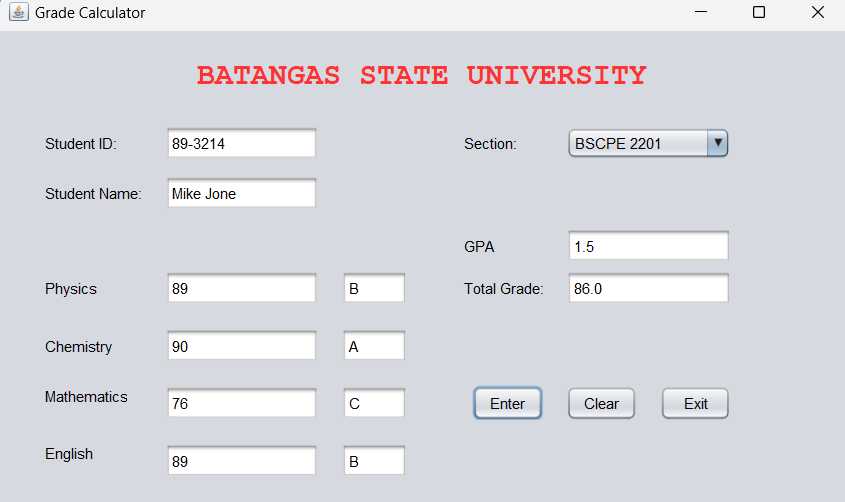 Grade Calculator
BATANGAS STATE UNIVERSITY
Student ID: 89-3214 Section: BSCPE 2201
Student Name: Mike Jone
GPA 1.5
Physics 89 B Total Grade: 86.0
Chemistry 90 A
Mathematics 76 C Enter Clear Exit
English 89 B